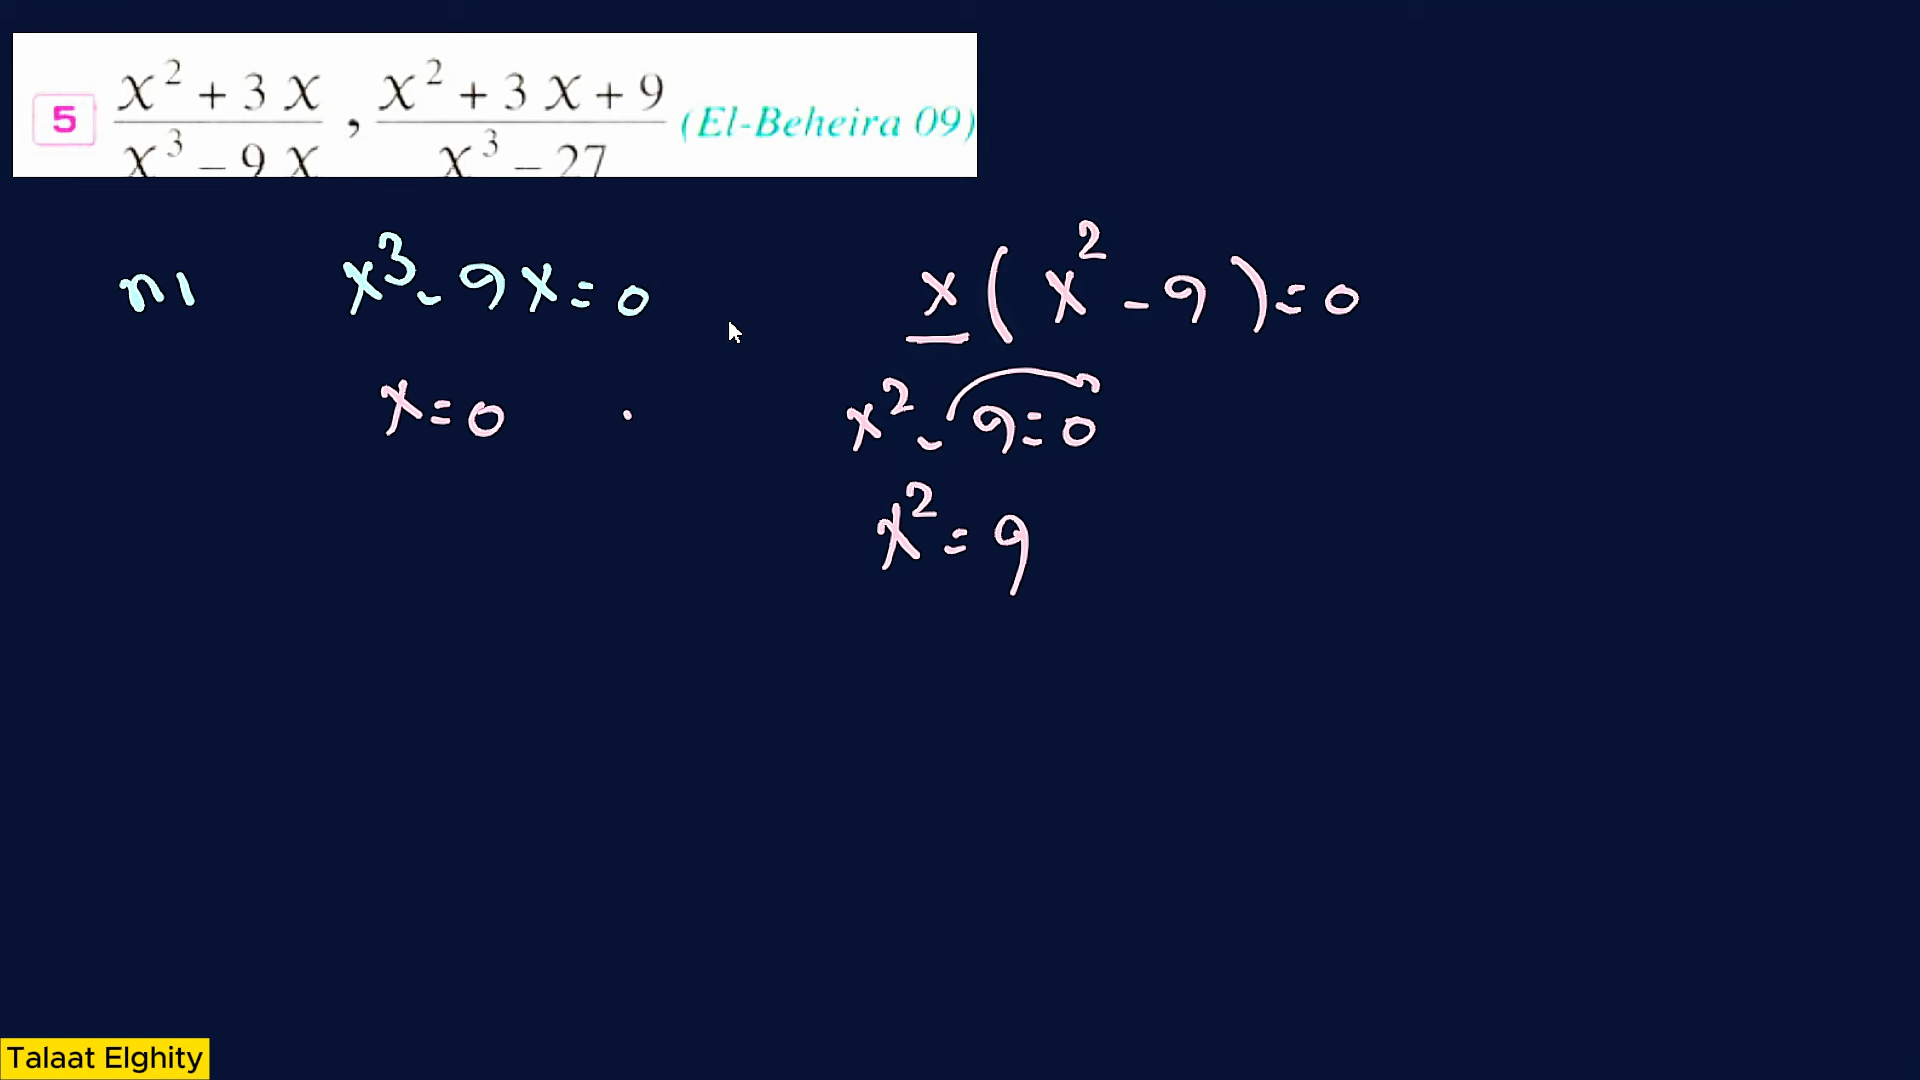 5 (x² + 3x)/(x³ - 9x) , (x² + 3x + 9)/(x³ - 27) (El-Beheira 09)
n1 x³ - 9x = 0 x(x² - 9) = 0
x = 0 x² - 9 = 0
x² = 9
Talaat Elghity